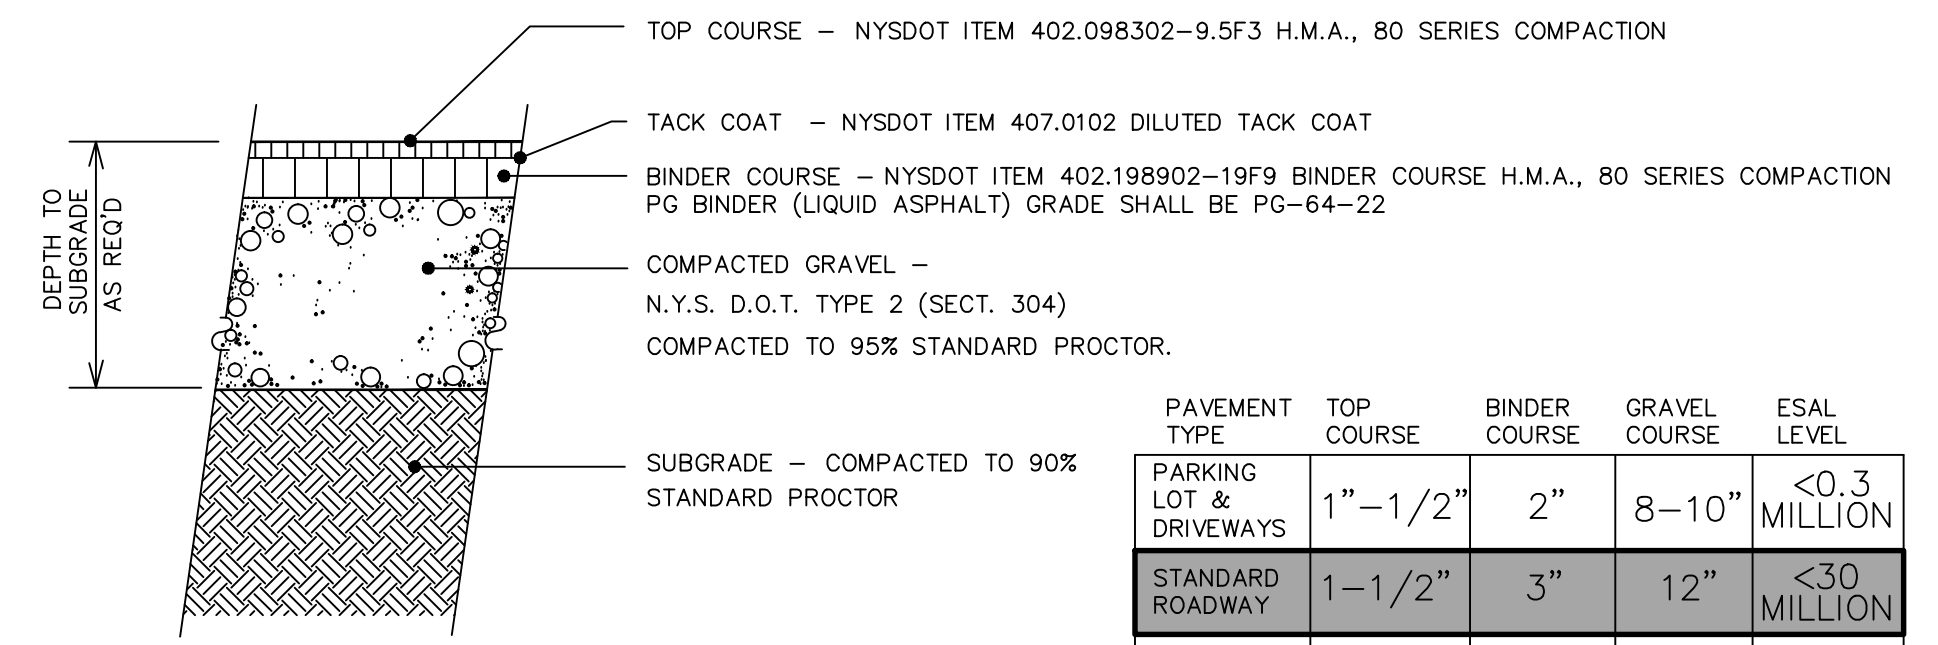 TOP COURSE – NYSDOT ITEM 402.098302–9.5F3 H.M.A., 80 SERIES COMPACTION
TACK COAT – NYSDOT ITEM 407.0102 DILUTED TACK COAT
BINDER COURSE – NYSDOT ITEM 402.198902–19F9 BINDER COURSE H.M.A., 80 SERIES COMPACTION
PG BINDER (LIQUID ASPHALT) GRADE SHALL BE PG–64–22
DEPTH TO
SUBGRADE
AS REQ'D
COMPACTED GRAVEL –
N.Y.S. D.O.T. TYPE 2 (SECT. 304)
COMPACTED TO 95% STANDARD PROCTOR.
SUBGRADE – COMPACTED TO 90%
STANDARD PROCTOR
PAVEMENT
TYPE
TOP
COURSE
BINDER
COURSE
GRAVEL
COURSE
ESAL
LEVEL
PARKING
LOT &
DRIVEWAYS
1”–1/2”
2”
8–10”
<0.3
MILLION
STANDARD
ROADWAY
1–1/2”
3”
12”
<30
MILLION